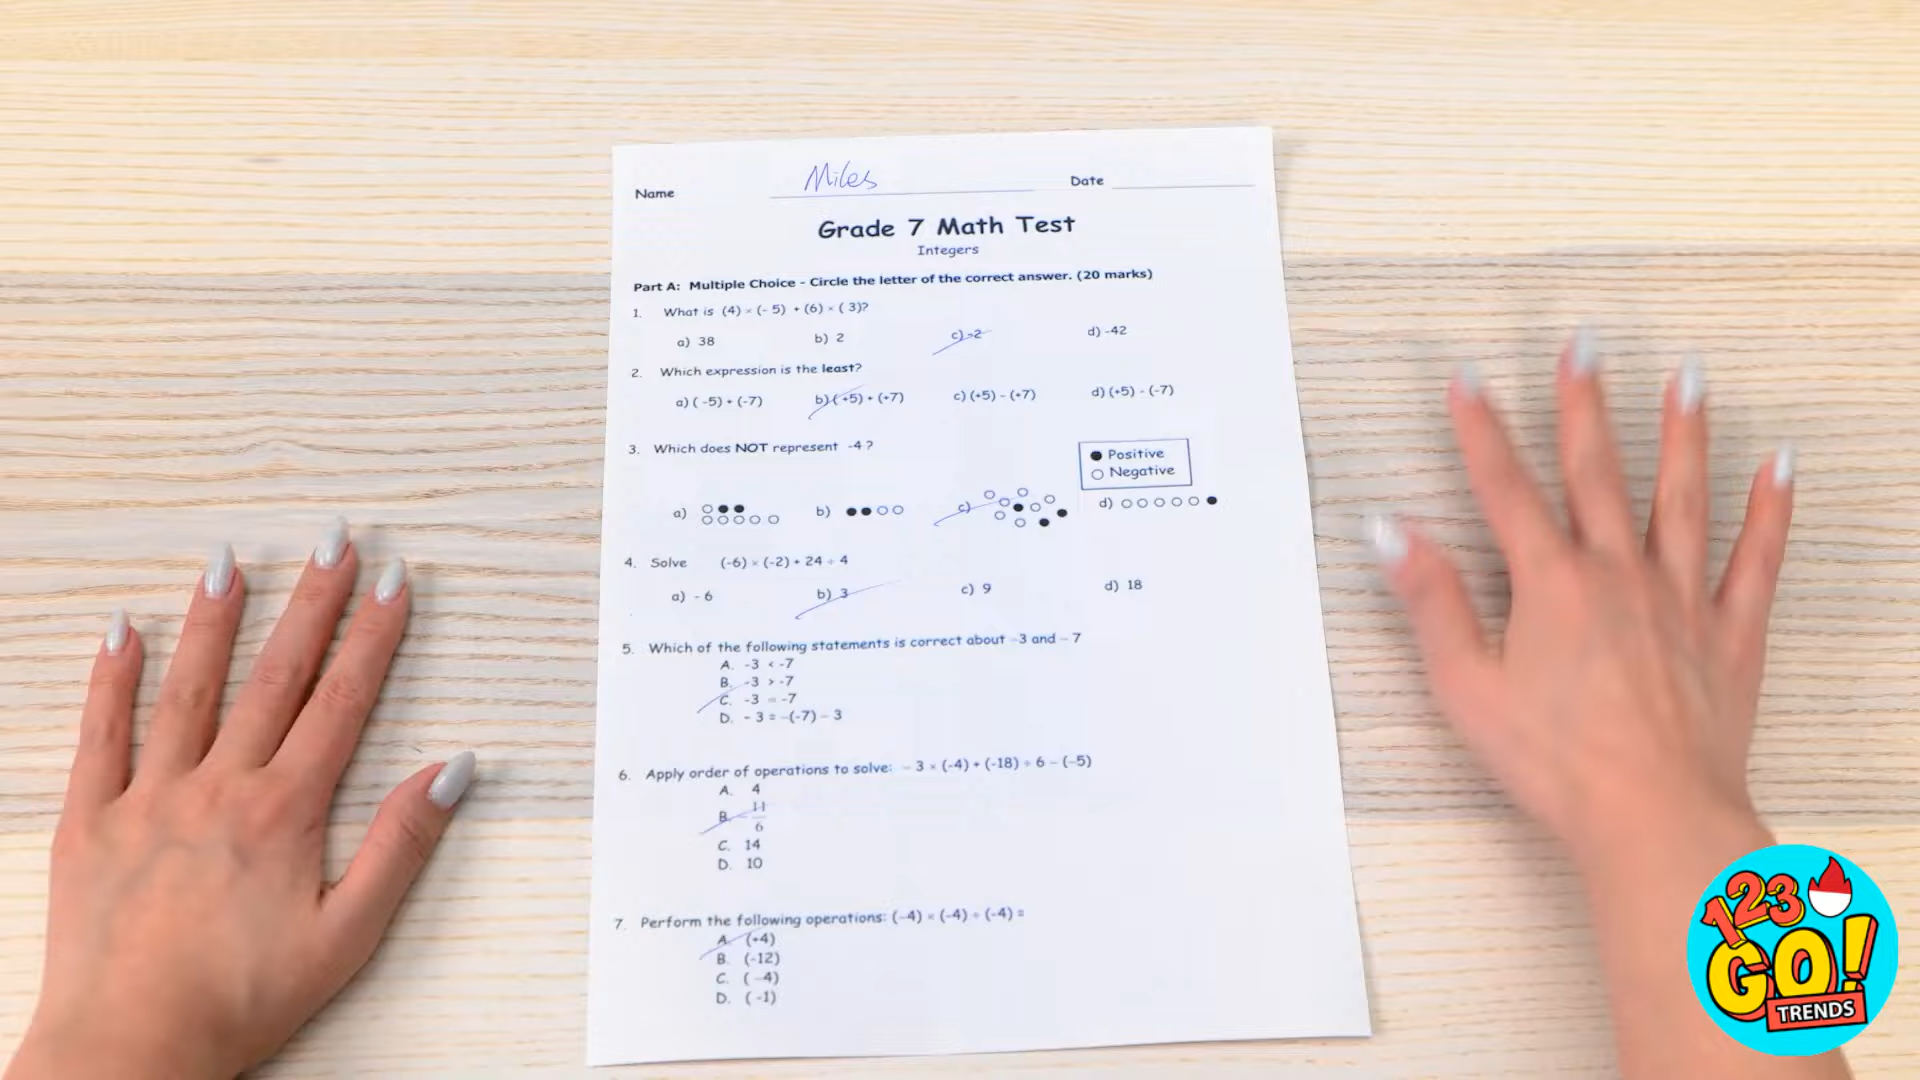 Name Miles Date
Grade 7 Math Test
Integers
Part A: Multiple Choice - Circle the letter of the correct answer. (20 marks)
1. What is (4) × (- 5) + (6) × ( 3)?
a) 38 b) 2 c) -2 d) -42
2. Which expression is the least?
a) ( -5) + (-7) b) ( +5) + (+7) c) (+5) - (+7) d) (+5) - (-7)
3. Which does NOT represent -4 ?
Positive
Negative
a) b) c) d)
4. Solve (-6) × (-2) + 24 ÷ 4
a) - 6 b) 3 c) 9 d) 18
5. Which of the following statements is correct about -3 and - 7
A. -3 < -7
B. -3 > -7
C. -3 = -7
D. - 3 = -(-7) - 3
6. Apply order of operations to solve: - 3 × (-4) + (-18) ÷ 6 - (-5)
A. 4
B. - 11
6
C. 14
D. 10
7. Perform the following operations: (-4) × (-4) ÷ (-4) =
A. (+4)
B. (-12)
C. ( -4)
D. ( -1)
123
GO!
TRENDS